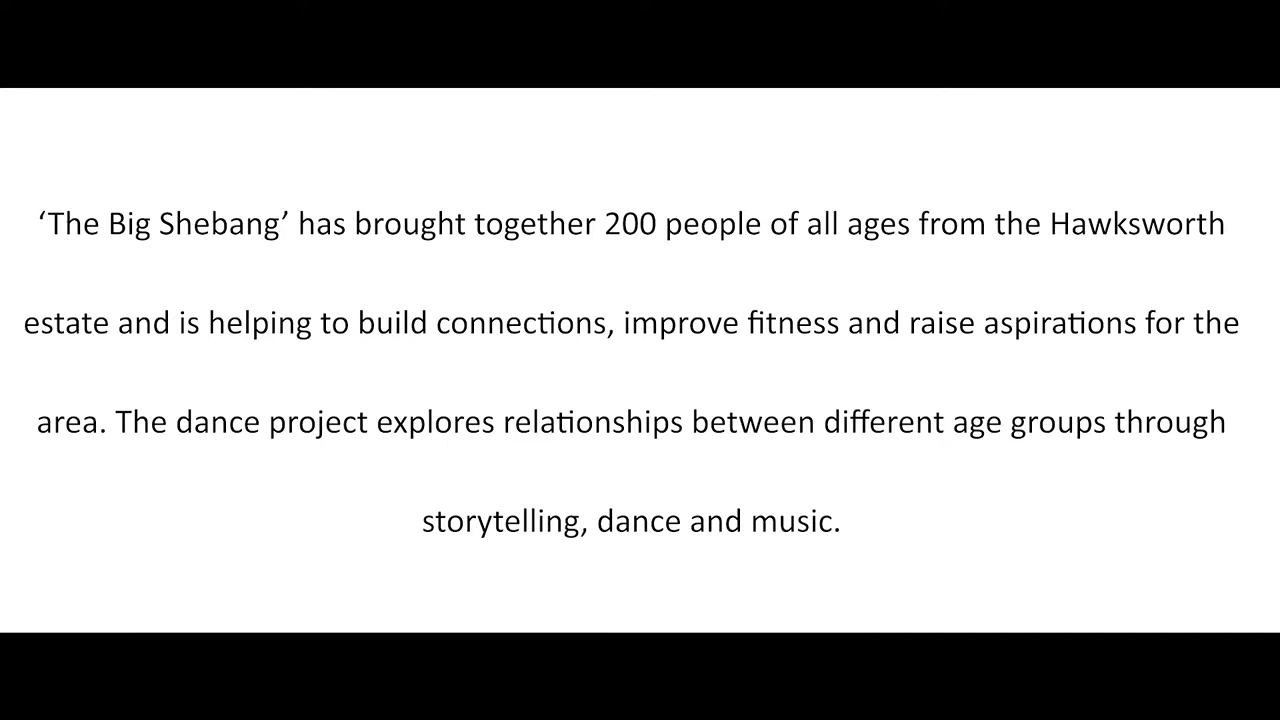 ‘The Big Shebang’ has brought together 200 people of all ages from the Hawksworth
estate and is helping to build connections, improve fitness and raise aspirations for the
area. The dance project explores relationships between different age groups through
storytelling, dance and music.